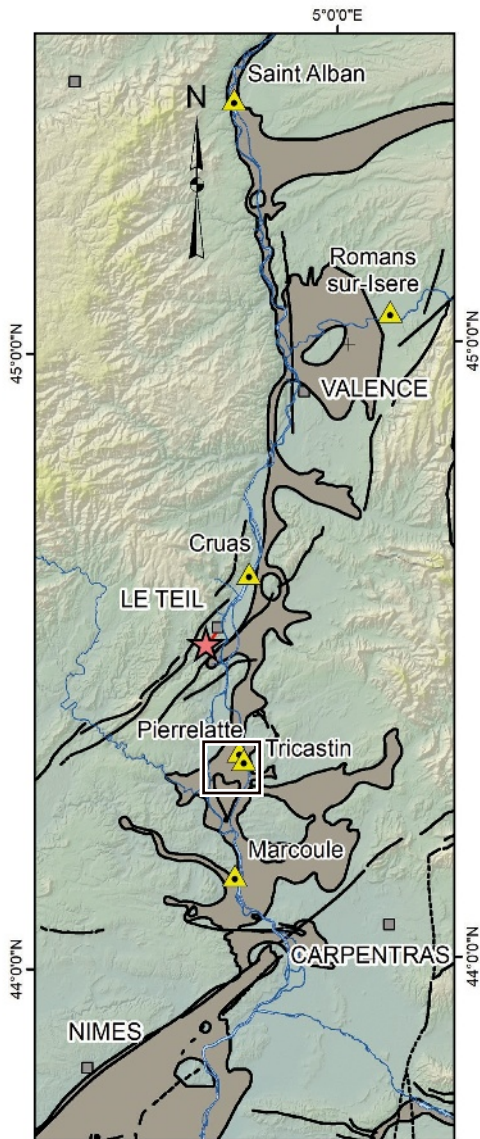 5°0'0"E
Saint Alban
N
Romans
sur-Isere
45°0'0"N
45°0'0"N
VALENCE
Cruas
LE TEIL
Pierrelatte
Tricastin
Marcoule
CARPENTRAS
44°0'0"N
44°0'0"N
NIMES